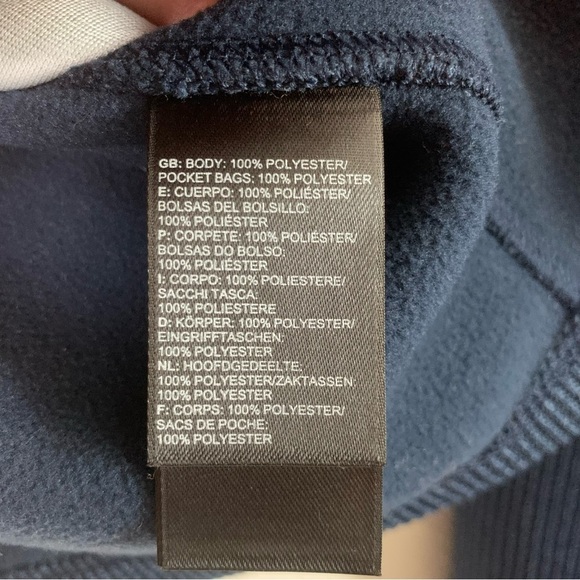 GB: BODY: 100% POLYESTER/
POCKET BAGS: 100% POLYESTER
E: CUERPO: 100% POLIÉSTER/
BOLSAS DEL BOLSILLO:
100% POLIÉSTER
P: CORPETE: 100% POLIÉSTER/
BOLSAS DO BOLSO:
100% POLIÉSTER
I: CORPO: 100% POLIESTERE/
SACCHI TASCA:
100% POLIESTERE
D: KÖRPER: 100% POLYESTER/
EINGRIFFTASCHEN:
100% POLYESTER
NL: HOOFDGEDEELTE:
100% POLYESTER/ZAKTASSEN:
100% POLYESTER
F: CORPS: 100% POLYESTER/
SACS DE POCHE:
100% POLYESTER